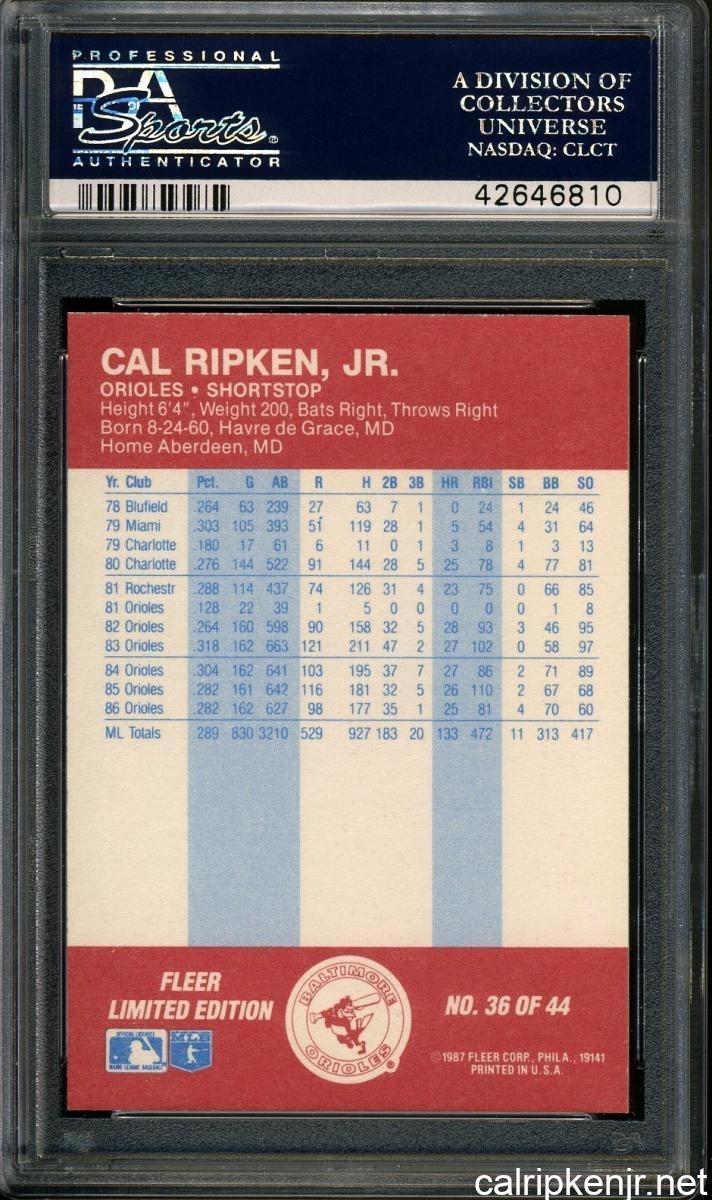 PROFESSIONAL
PSA
OF
Sports
AUTHENTICATOR
A DIVISION OF
COLLECTORS
UNIVERSE
NASDAQ: CLCT
42646810
CAL RIPKEN, JR.
ORIOLES • SHORTSTOP
Height 6'4", Weight 200, Bats Right, Throws Right
Born 8-24-60, Havre de Grace, MD
Home Aberdeen, MD
Yr. Club Pct. G AB R H 2B 3B HR RBI SB BB SO
78 Blufield .264 63 239 27 63 7 1 0 24 1 24 46
79 Miami .303 105 393 51 119 28 1 5 54 4 31 64
79 Charlotte .180 17 61 6 11 0 1 3 8 1 3 13
80 Charlotte .276 144 522 91 144 28 5 25 78 4 77 81
81 Rochestr .288 114 437 74 126 31 4 23 75 0 66 85
81 Orioles .128 22 39 1 5 0 0 0 0 0 1 8
82 Orioles .264 160 598 90 158 32 5 28 93 3 46 95
83 Orioles .318 162 663 121 211 47 2 27 102 0 58 97
84 Orioles .304 162 641 103 195 37 7 27 86 2 71 89
85 Orioles .282 161 642 116 181 32 5 26 110 2 67 68
86 Orioles .282 162 627 98 177 35 1 25 81 4 70 60
ML Totals .289 830 3210 529 927 183 20 133 472 11 313 417
FLEER
LIMITED EDITION
BALTIMORE
ORIOLES
®
NO. 36 OF 44
OFFICIAL LICENSEE
MAJOR LEAGUE BASEBALL
MLB
©1987 FLEER CORP., PHILA., 19141
PRINTED IN U.S.A.
calripkenjr.net